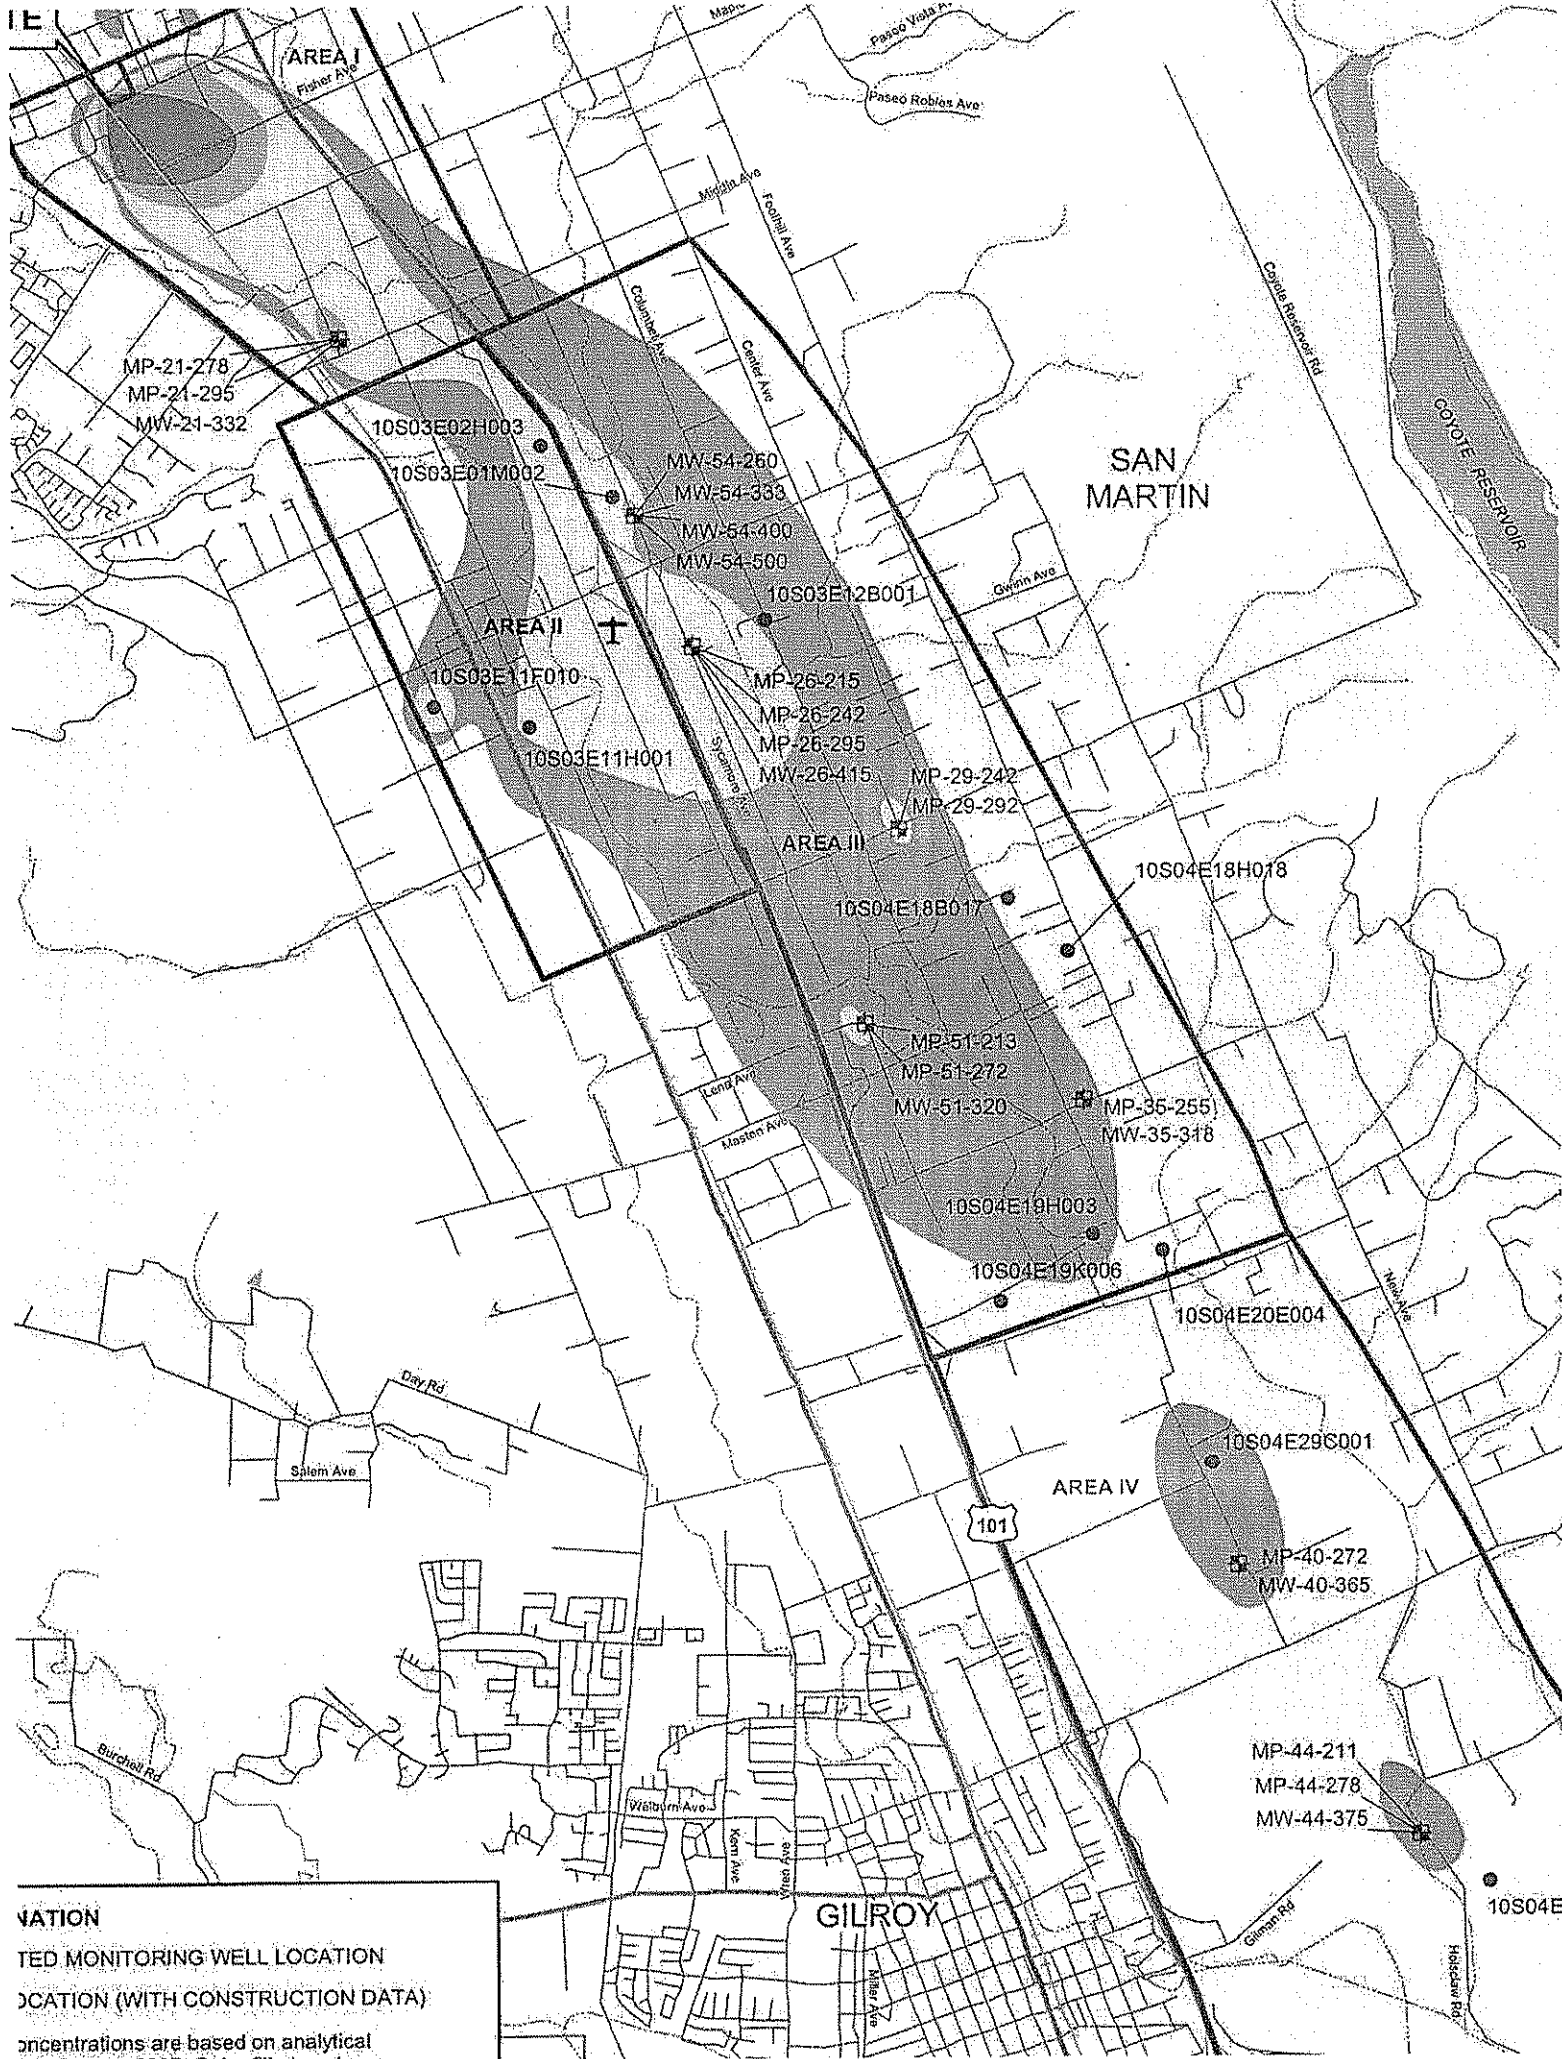 AREA I
Fisher Ave
Paseo Vista
Paseo Robles Ave
Middle Ave
Foothill Ave
Columbet Ave
Center Ave
Coyote Reservoir Rd
COYOTE RESERVOIR
MP-21-278
MP-21-295
MW-21-332
10S03E02H003
10S03E01M002
MW-54-260
MW-54-333
MW-54-400
MW-54-500
SAN
MARTIN
Gwinn Ave
10S03E12B001
AREA II
10S03E11F010
MP-26-215
MP-26-242
MP-26-295
MW-26-415
10S03E11H001
Sycamore Ave
MP-29-242
MP-29-292
AREA III
10S04E18H018
10S04E18B017
MP-51-213
MP-51-272
MW-51-320
Lena Ave
Masten Ave
MP-35-255
MW-35-318
10S04E19H003
10S04E19K006
10S04E20E004
Day Rd
Salem Ave
10S04E29C001
AREA IV
101
MP-40-272
MW-40-365
Burchell Rd
Welburn Ave
Kern Ave
Wren Ave
MP-44-211
MP-44-278
MW-44-375
GILROY
Miller Ave
Gilman Rd
Holscaw Rd
10S04E
NATION
TED MONITORING WELL LOCATION
OCATION (WITH CONSTRUCTION DATA)
oncentrations are based on analytical